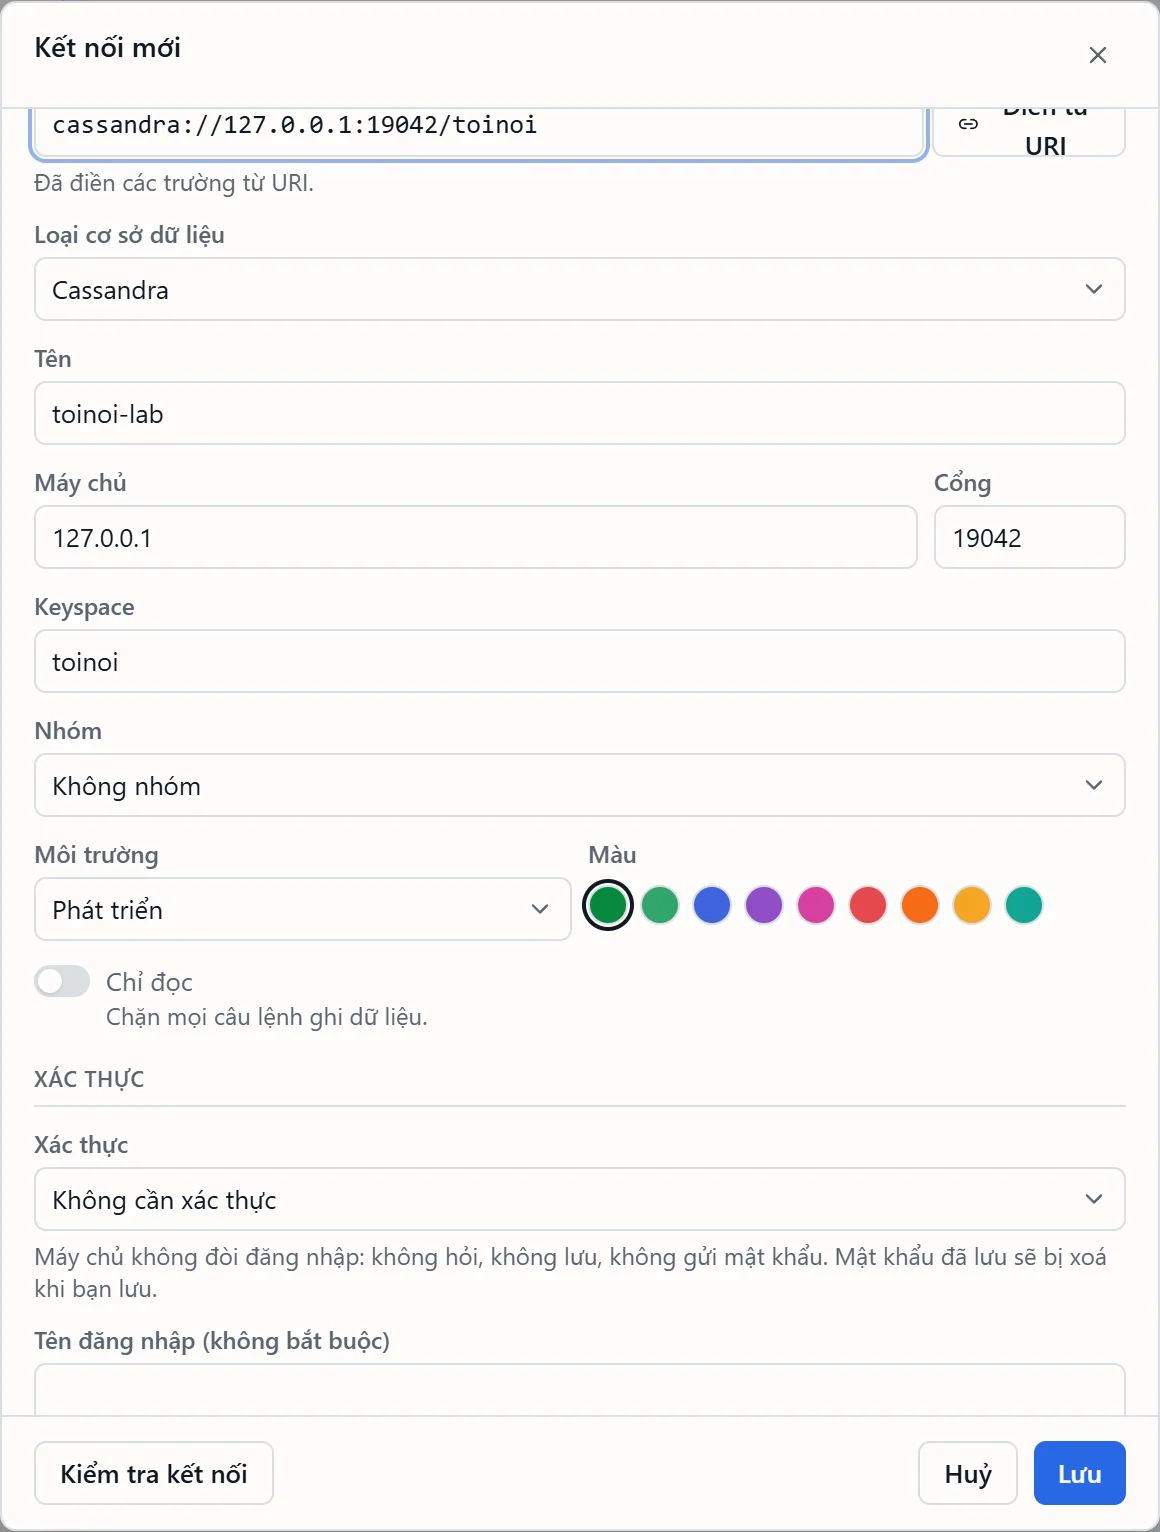 Kết nối mới
cassandra://127.0.0.1:19042/toinoi
Điền từ
URI
Đã điền các trường từ URI.
Loại cơ sở dữ liệu
Cassandra
Tên
toinoi-lab
Máy chủ
Cổng
127.0.0.1
19042
Keyspace
toinoi
Nhóm
Không nhóm
Môi trường
Màu
Phát triển
Chỉ đọc
Chặn mọi câu lệnh ghi dữ liệu.
XÁC THỰC
Xác thực
Không cần xác thực
Máy chủ không đòi đăng nhập: không hỏi, không lưu, không gửi mật khẩu. Mật khẩu đã lưu sẽ bị xoá
khi bạn lưu.
Tên đăng nhập (không bắt buộc)
Kiểm tra kết nối
Huỷ
Lưu